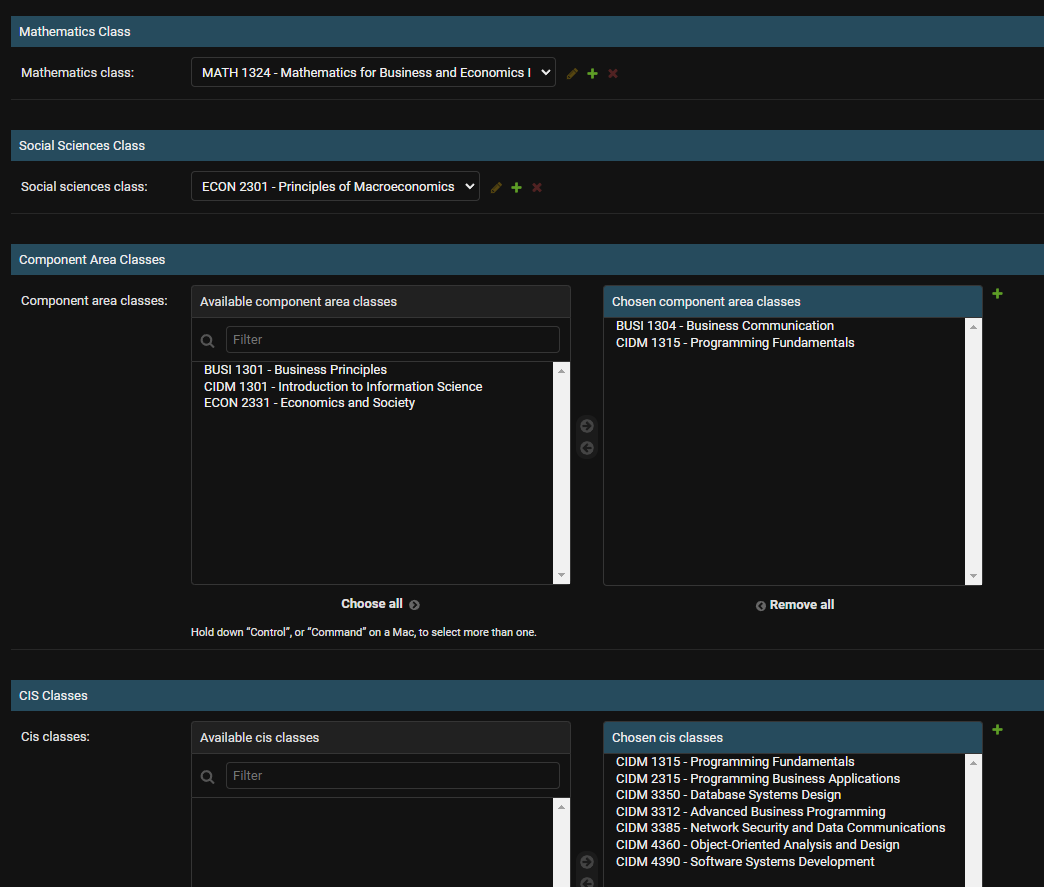 Mathematics Class
Mathematics class:
MATH 1324 - Mathematics for Business and Economics I
Social Sciences Class
Social sciences class:
ECON 2301 - Principles of Macroeconomics
Component Area Classes
Component area classes:
Available component area classes
Filter
BUSI 1301 - Business Principles
CIDM 1301 - Introduction to Information Science
ECON 2331 - Economics and Society
Choose all
Chosen component area classes
BUSI 1304 - Business Communication
CIDM 1315 - Programming Fundamentals
Remove all
Hold down “Control”, or “Command” on a Mac, to select more than one.
CIS Classes
Cis classes:
Available cis classes
Filter
Chosen cis classes
CIDM 1315 - Programming Fundamentals
CIDM 2315 - Programming Business Applications
CIDM 3350 - Database Systems Design
CIDM 3312 - Advanced Business Programming
CIDM 3385 - Network Security and Data Communications
CIDM 4360 - Object-Oriented Analysis and Design
CIDM 4390 - Software Systems Development